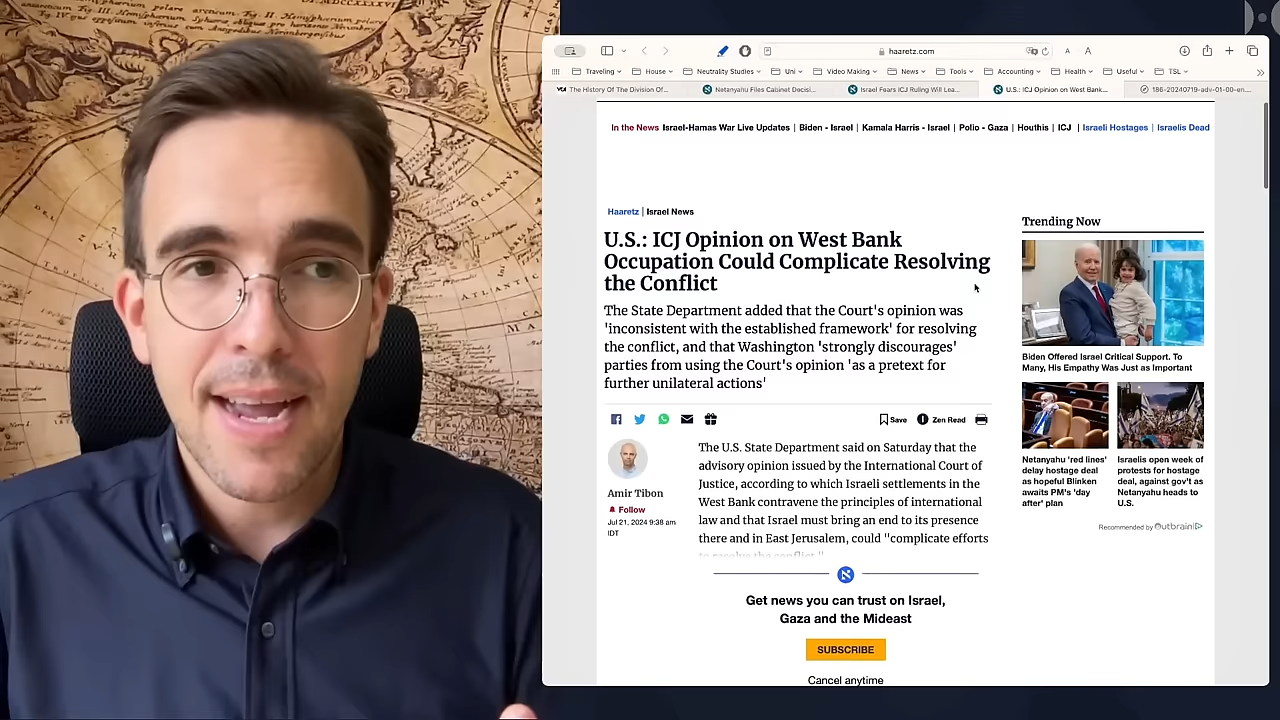 haaretz.com
A A
Traveling House Neutrality Studies Uni Video Making News Tools Accounting Health Useful TSL
The History Of The Division Of...
Netanyahu Files Cabinet Decisi...
Israel Fears ICJ Ruling Will Lea...
U.S.: ICJ Opinion on West Bank...
186-20240719-adv-01-00-en....
In the News Israel-Hamas War Live Updates | Biden - Israel | Kamala Harris - Israel | Polio - Gaza | Houthis | ICJ | Israeli Hostages | Israelis Dead
Haaretz | Israel News
U.S.: ICJ Opinion on West Bank
Occupation Could Complicate Resolving
the Conflict
The State Department added that the Court's opinion was
'inconsistent with the established framework' for resolving
the conflict, and that Washington 'strongly discourages'
parties from using the Court's opinion 'as a pretext for
further unilateral actions'
Save Zen Read
Amir Tibon
Follow
Jul 21, 2024 9:38 am
IDT
The U.S. State Department said on Saturday that the
advisory opinion issued by the International Court of
Justice, according to which Israeli settlements in the
West Bank contravene the principles of international
law and that Israel must bring an end to its presence
there and in East Jerusalem, could "complicate efforts
to resolve the conflict."
Get news you can trust on Israel,
Gaza and the Mideast
SUBSCRIBE
Cancel anytime
Trending Now
Biden Offered Israel Critical Support. To
Many, His Empathy Was Just as Important
Netanyahu 'red lines'
delay hostage deal
as hopeful Blinken
awaits PM's 'day
after' plan
Israelis open week of
protests for hostage
deal, against gov't as
Netanyahu heads to
U.S.
Recommended by Outbrain